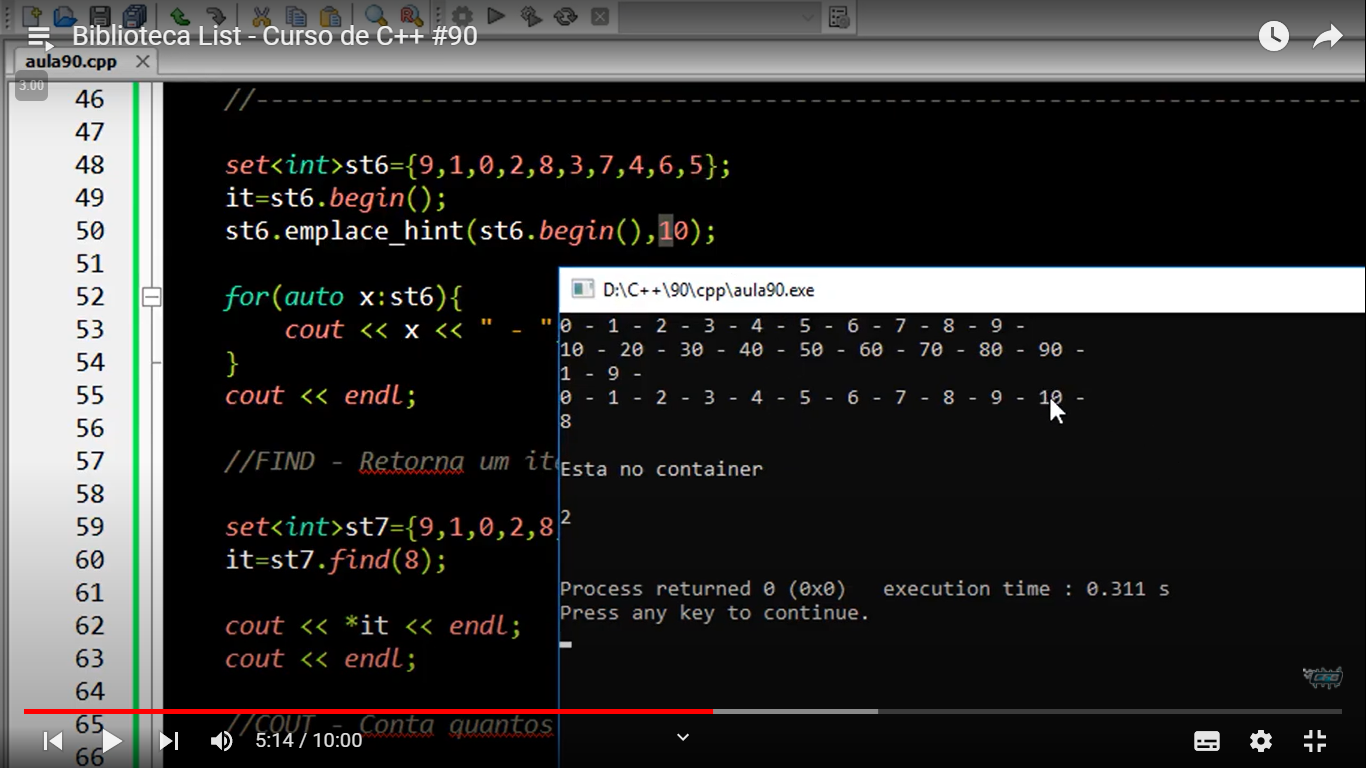 Biblioteca List - Curso de C++ #90
aula90.cpp
3.00
46 //------------------------------------------------------------------------------
47
48 set<int>st6={9,1,0,2,8,3,7,4,6,5};
49 it=st6.begin();
50 st6.emplace_hint(st6.begin(),10);
51
52 for(auto x:st6){
53 cout << x << " - "
54 }
55 cout << endl;
56
57 //FIND - Retorna um ite
58
59 set<int>st7={9,1,0,2,8
60 it=st7.find(8);
61
62 cout << *it << endl;
63 cout << endl;
64
65 //COUT - Conta quantos
66
D:\C++\90\cpp\aula90.exe
0 - 1 - 2 - 3 - 4 - 5 - 6 - 7 - 8 - 9 -
10 - 20 - 30 - 40 - 50 - 60 - 70 - 80 - 90 -
1 - 9 -
0 - 1 - 2 - 3 - 4 - 5 - 6 - 7 - 8 - 9 - 10 -
8
Esta no container
2
Process returned 0 (0x0) execution time : 0.311 s
Press any key to continue.
5:14 / 10:00